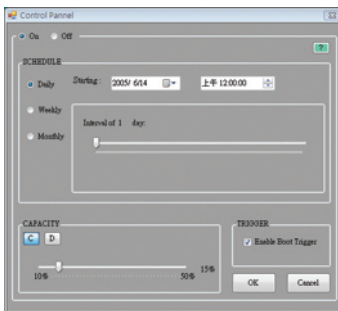 Control Pannel
On Off
?
SCHEDULE
Daily Starting: 2005/ 6/14 上午 12:00:00
Weekly
Monthly
Interval of 1 day:
CAPACITY
C D
10% 50% 15%
TRIGGER
Enable Boot Trigger
OK Cancel